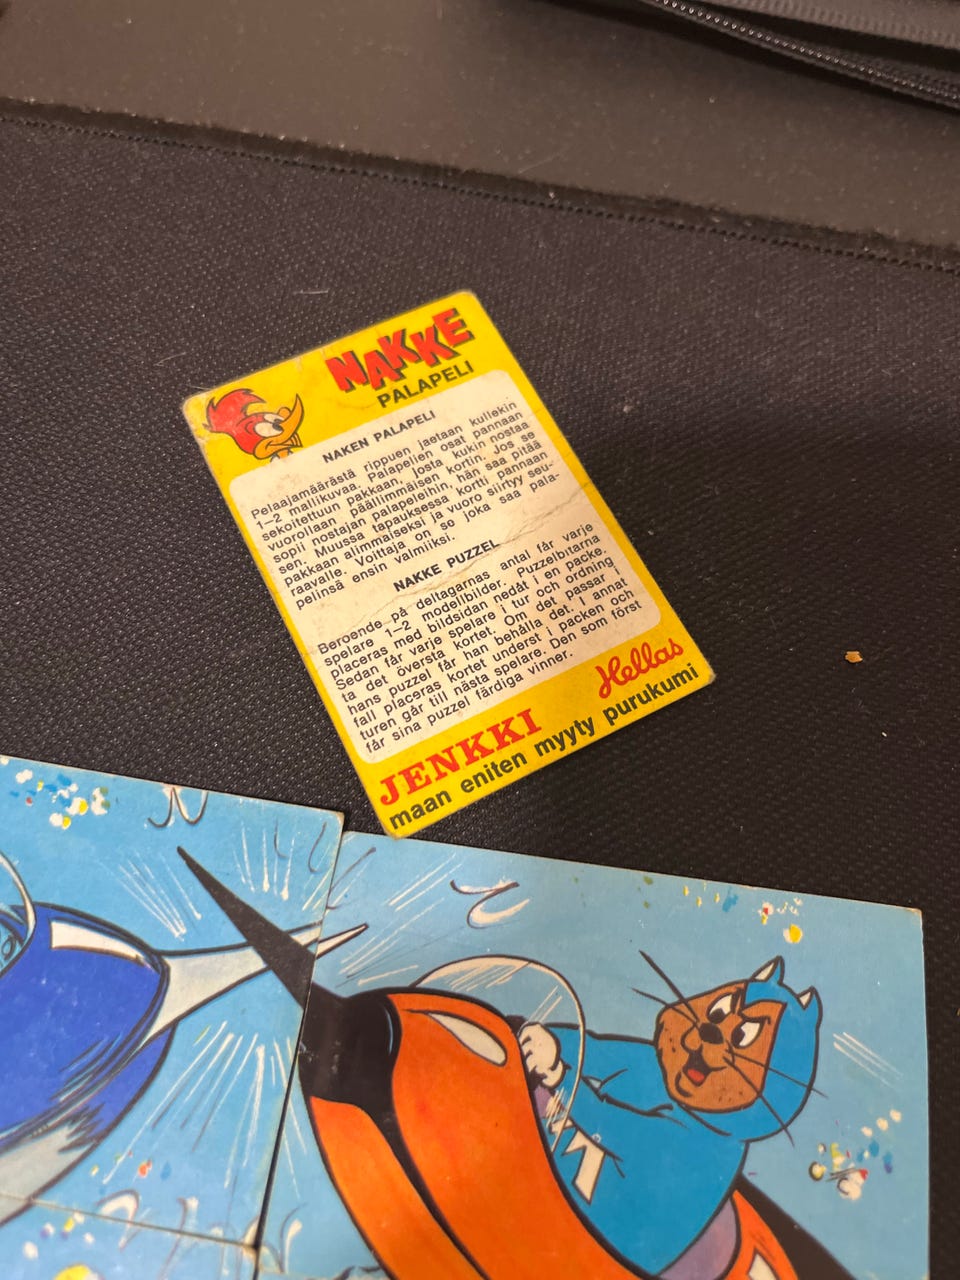 NAKKE
PALAPELI
NAKEN PALAPELI
Pelaajamäärästä rippuen jaetaan kullekin
1–2 mallikuvaa. Palapelien osat pannaan
sekoitettuun pakkaan, josta kukin nostaa
vuorollaan päällimmäisen kortin. Jos se
sopii nostajan palapeleihin, hän saa pitää
sen. Muussa tapauksessa kortti pannaan
pakkaan alimmaiseksi ja vuoro siirtyy seu-
raavalle. Voittaja on se joka saa pala-
pelinsä ensin valmiiksi.
NAKKE PUZZEL
Beroende på deltagarnas antal får varje
spelare 1–2 modellbilder. Puzzelbitarna
placeras med bildsidan nedåt i en packe.
Sedan får varje spelare i tur och ordning
ta det översta kortet. Om det passar i
hans puzzel får han behålla det. I annat
fall placeras kortet underst i packen och
turen går till nästa spelare. Den som först
får sina puzzel färdiga vinner.
Hellas
JENKKI
maan eniten myyty purukumi